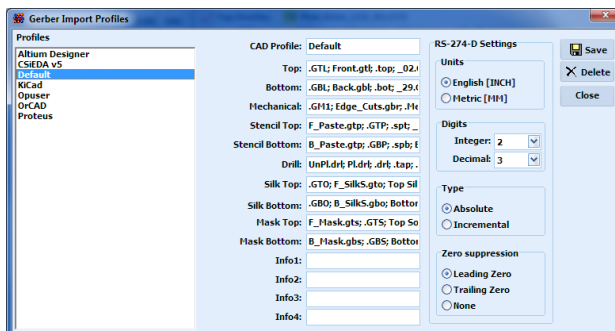 Gerber Import Profiles
Profiles
Altium Designer
CSiEDA v5
Default
KiCad
Opuser
OrCAD
Proteus
CAD Profile: Default
Top: .GTL; Front.gtl; .top; _02.
Bottom: .GBL; Back.gbl; .bot; _29.
Mechanical: .GM1; Edge_Cuts.gbr; .Me
Stencil Top: F_Paste.gtp; .GTP; .spt; _
Stencil Bottom: B_Paste.gtp; .GBP; .spb;
Drill: UnPl.drl; Pl.drl; .drl; .tap; .
Silk Top: .GTO; F_SilkS.gto; Top Sil
Silk Bottom: .GBO; B_SilkS.gbo; Bottor
Mask Top: F_Mask.gts; .GTS; Top So
Mask Bottom: B_Mask.gbs; .GBS; Bottor
Info1:
Info2:
Info3:
Info4:
RS-274-D Settings
Units
English [INCH]
Metric [MM]
Digits
Integer: 2
Decimal: 3
Type
Absolute
Incremental
Zero suppression
Leading Zero
Trailing Zero
None
Save
Delete
Close